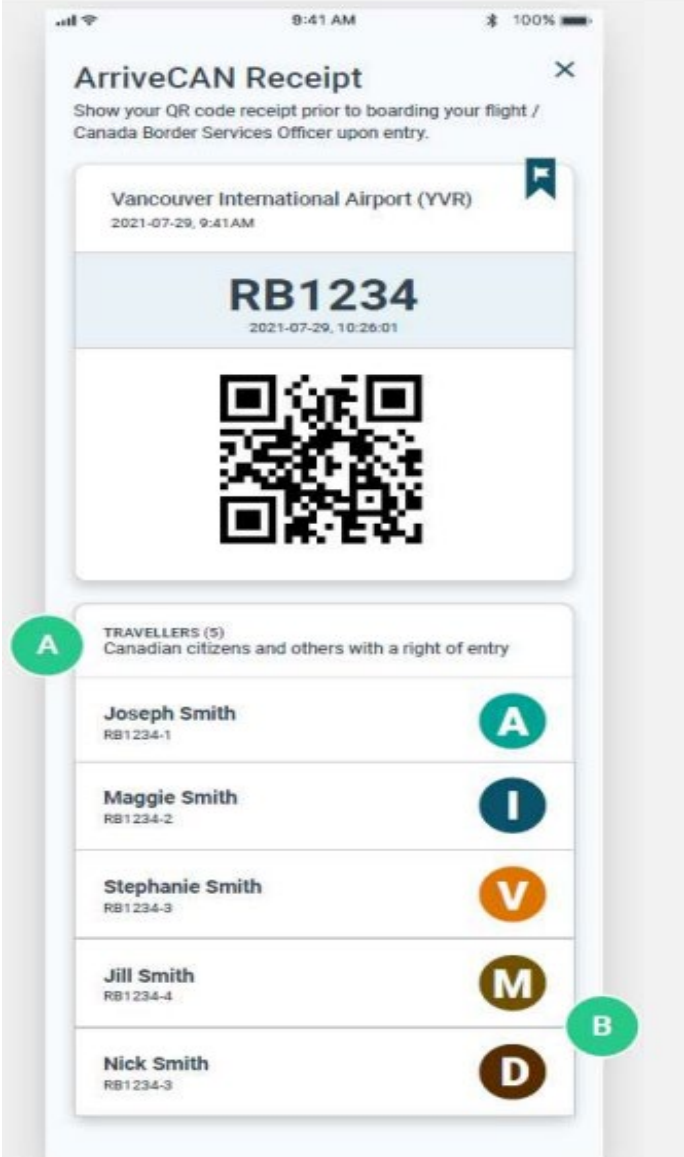 9:41 AM 100%
ArriveCAN Receipt
Show your QR code receipt prior to boarding your flight /
Canada Border Services Officer upon entry.
Vancouver International Airport (YVR)
2021-07-29, 9:41AM
RB1234
2021-07-29, 10:26:01
A
TRAVELLERS (5)
Canadian citizens and others with a right of entry
Joseph Smith
RB1234-1
A
Maggie Smith
RB1234-2
I
Stephanie Smith
RB1234-3
V
Jill Smith
RB1234-4
M
B
Nick Smith
RB1234-3
D